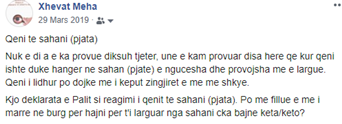 Xhevat Meha
29 Mars 2019 ·
Qeni te sahani (pjata)
Nuk e di a e ka provue dikush tjeter, une e kam provuar disa here qe kur qeni
ishte duke hanger ne sahan (pjate) e ngucesha dhe provojsha me e largue.
Qeni i lidhur po dojke me i keput zingjiret e me me shkye.
Kjo deklarata e Palit si reagimi i qenit te sahani (pjata). Po me fillue e me i
marre ne burg per hajni per t'i larguar nga sahani cka bajne keta/keto?